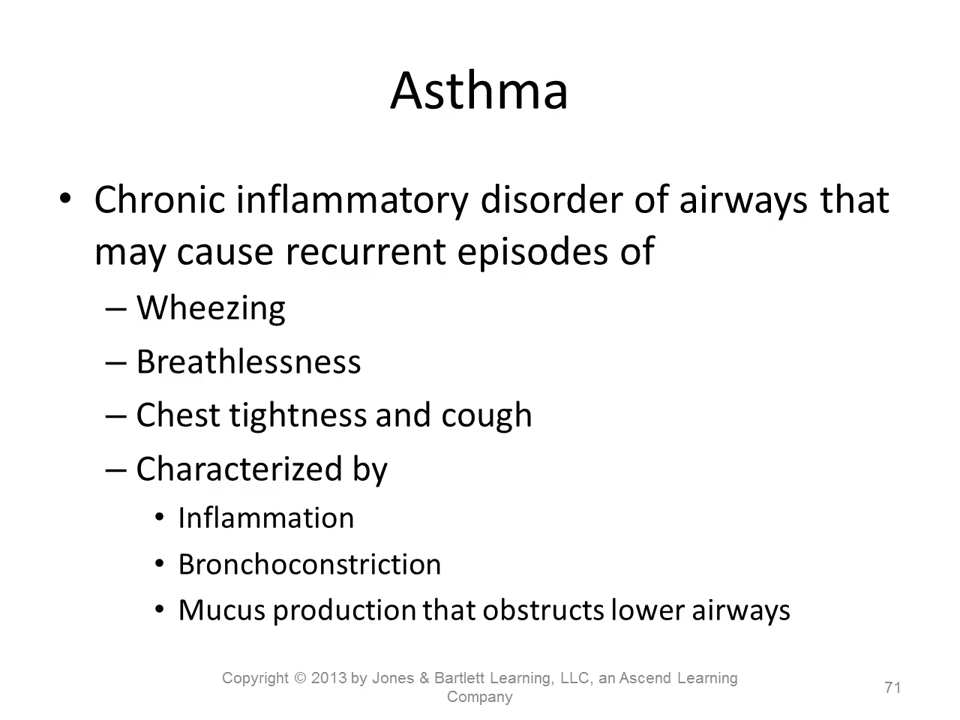 Asthma
• Chronic inflammatory disorder of airways that
may cause recurrent episodes of
– Wheezing
– Breathlessness
– Chest tightness and cough
– Characterized by
• Inflammation
• Bronchoconstriction
• Mucus production that obstructs lower airways
Copyright © 2013 by Jones & Bartlett Learning, LLC, an Ascend Learning
Company
71